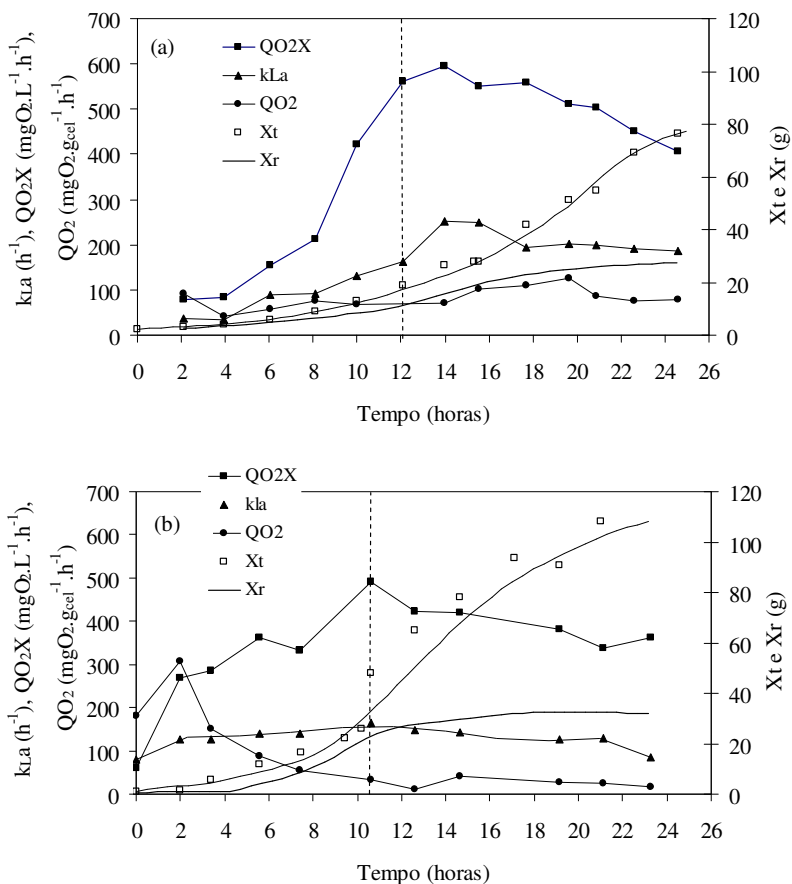 (a)
QO2X
kLa
QO2
Xt
Xr
700
600
500
400
300
200
100
0
120
100
80
60
40
20
0
0 2 4 6 8 10 12 14 16 18 20 22 24 26
kLa (h⁻¹), QO₂X (mgO₂.L⁻¹.h⁻¹),
QO₂ (mgO₂.gcel⁻¹.h⁻¹)
Xt e Xr (g)
Tempo (horas)
(b)
QO2X
kla
QO2
Xt
Xr
700
600
500
400
300
200
100
0
120
100
80
60
40
20
0
0 2 4 6 8 10 12 14 16 18 20 22 24 26
kLa (h⁻¹), QO₂X (mgO₂.L⁻¹.h⁻¹),
QO₂ (mgO₂.gcel⁻¹.h⁻¹)
Xt e Xr (g)
Tempo (horas)